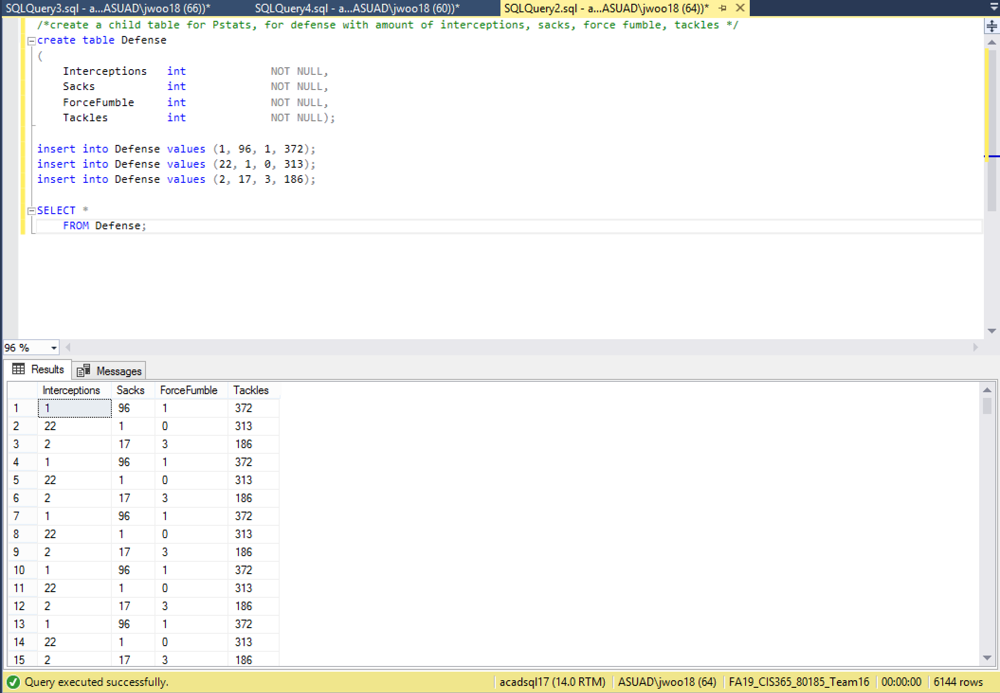 SQLQuery3.sql - a...ASUAD\jwoo18 (66))* SQLQuery4.sql - a...ASUAD\jwoo18 (60))* SQLQuery2.sql - a...ASUAD\jwoo18 (64))*
/*create a child table for Pstats, for defense with amount of interceptions, sacks, force fumble, tackles */
create table Defense
(
Interceptions int NOT NULL,
Sacks int NOT NULL,
ForceFumble int NOT NULL,
Tackles int NOT NULL);
insert into Defense values (1, 96, 1, 372);
insert into Defense values (22, 1, 0, 313);
insert into Defense values (2, 17, 3, 186);
SELECT *
FROM Defense;
96 %
Results Messages
Interceptions Sacks ForceFumble Tackles
1 1 96 1 372
2 22 1 0 313
3 2 17 3 186
4 1 96 1 372
5 22 1 0 313
6 2 17 3 186
7 1 96 1 372
8 22 1 0 313
9 2 17 3 186
10 1 96 1 372
11 22 1 0 313
12 2 17 3 186
13 1 96 1 372
14 22 1 0 313
15 2 17 3 186
Query executed successfully. acadsql17 (14.0 RTM) ASUAD\jwoo18 (64) FA19_CIS365_80185_Team16 00:00:00 6144 rows